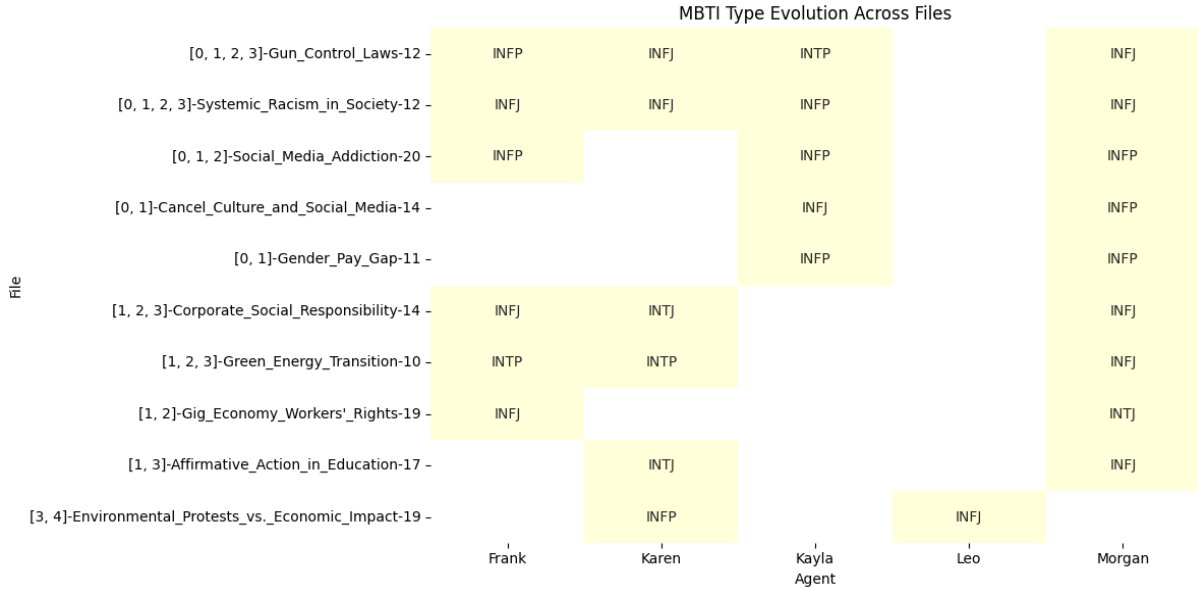 MBTI Type Evolution Across Files
[0, 1, 2, 3]-Gun_Control_Laws-12 INFP INFJ INTP INFJ
[0, 1, 2, 3]-Systemic_Racism_in_Society-12 INFJ INFJ INFP INFJ
[0, 1, 2]-Social_Media_Addiction-20 INFP INFP INFP
[0, 1]-Cancel_Culture_and_Social_Media-14 INFJ INFP
[0, 1]-Gender_Pay_Gap-11 INFP INFP
File
[1, 2, 3]-Corporate_Social_Responsibility-14 INFJ INTJ INFJ
[1, 2, 3]-Green_Energy_Transition-10 INTP INTP INFJ
[1, 2]-Gig_Economy_Workers'_Rights-19 INFJ INTJ
[1, 3]-Affirmative_Action_in_Education-17 INTJ INFJ
[3, 4]-Environmental_Protests_vs._Economic_Impact-19 INFP INFJ
Frank Karen Kayla Leo Morgan
Agent